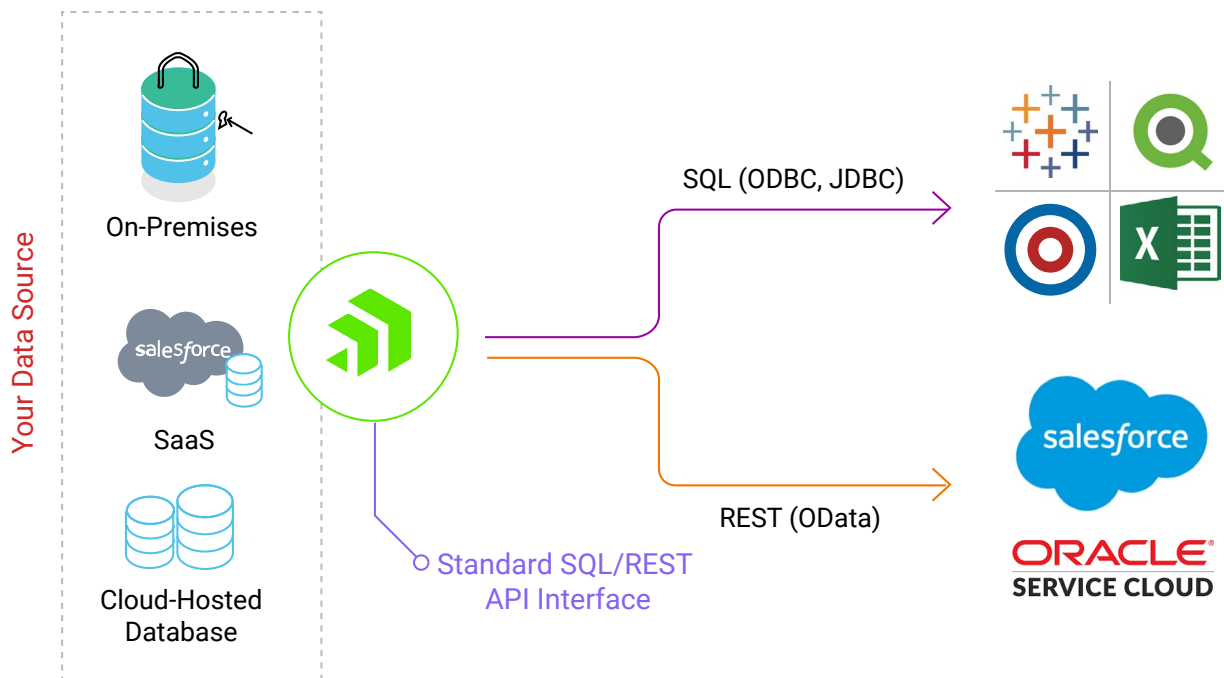 Your Data Source
On-Premises
salesforce
SaaS
Cloud-Hosted
Database
Standard SQL/REST
API Interface
SQL (ODBC, JDBC)
REST (OData)
X
salesforce
ORACLE®
SERVICE CLOUD